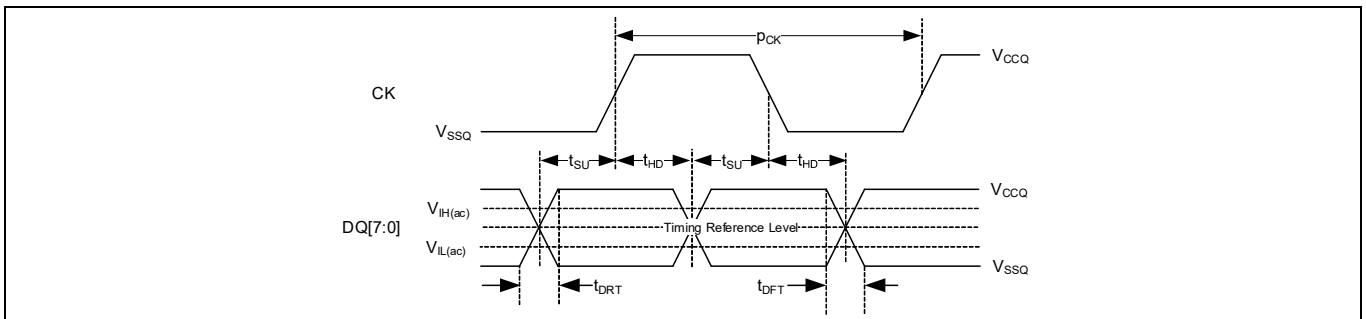 pCK
VCCQ
CK
VSSQ
tSU tHD tSU tHD
VCCQ
VIH(ac)
DQ[7:0] Timing Reference Level
VIL(ac)
VSSQ
tDRT tDFT